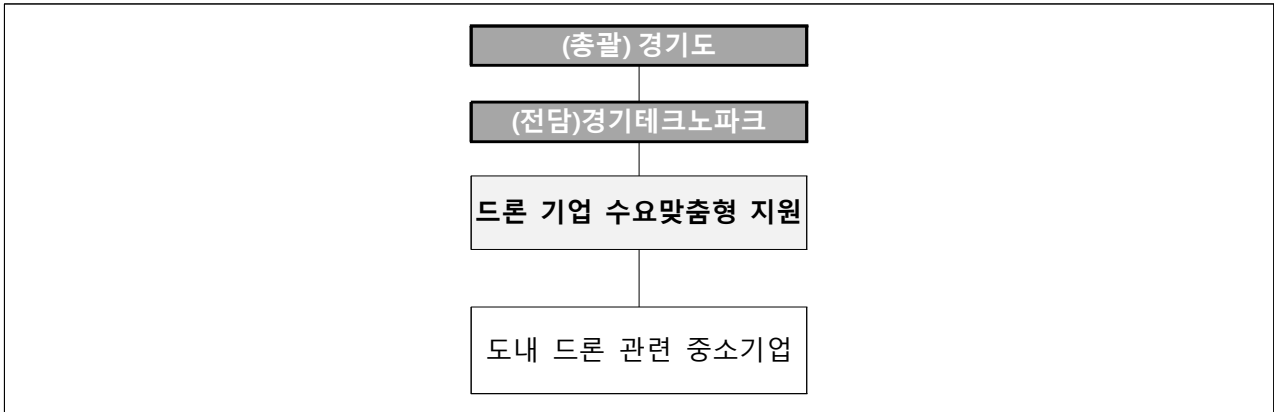 (총괄) 경기도
(전담)경기테크노파크
드론 기업 수요맞춤형 지원
도내 드론 관련 중소기업